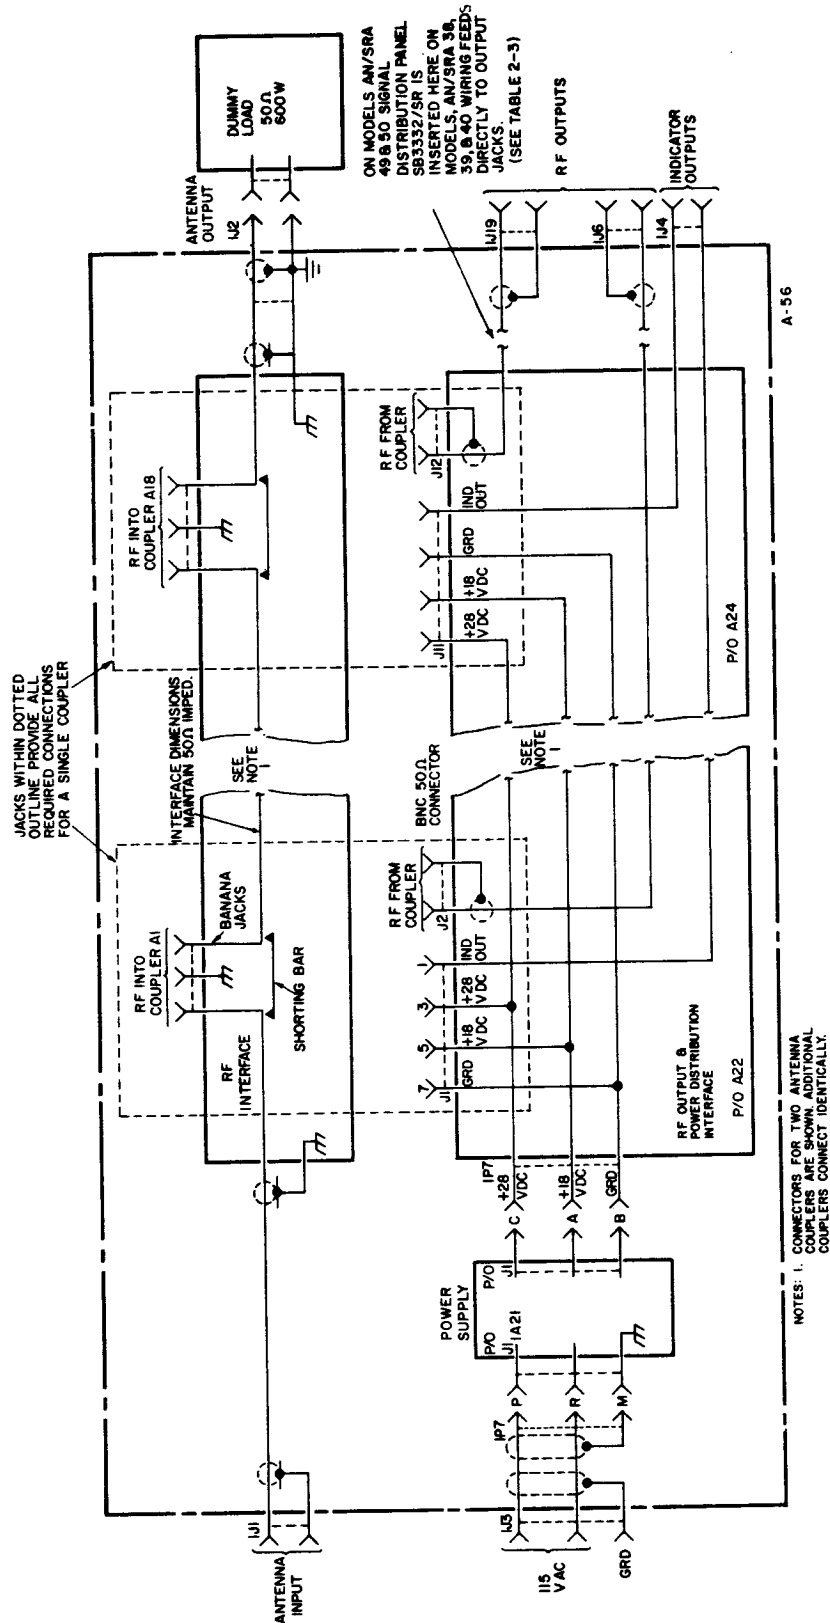 JACKS WITHIN DOTTED
OUTLINE PROVIDE ALL
REQUIRED CONNECTIONS
FOR A SINGLE COUPLER
ANTENNA
INPUT
1J1
RF INTO
COUPLER A1
BANANA
JACKS
RF
INTERFACE
SHORTING BAR
INTERFACE DIMENSIONS
MAINTAIN 50Ω IMPED.
SEE
NOTE
1
RF INTO
COUPLER A18
ANTENNA
OUTPUT
1J2
DUMMY
LOAD
50Ω
600W
ON MODELS AN/SRA
49 & 50 SIGNAL
DISTRIBUTION PANEL
SB3332/SR IS
INSERTED HERE ON
MODELS, AN/SRA 38,
39, & 40 WIRING FEEDS
DIRECTLY TO OUTPUT
JACKS.
(SEE TABLE 2-3)
115
VAC
GRD
1J3
1P7
P
R
M
POWER
SUPPLY
P/O
J1
1A21
P/O
J1
C
A
B
1P7
+28
VDC
+18
VDC
GRD
J1
7
5
3
1
GRD
+18
VDC
+28
VDC
IND
OUT
RF FROM
COUPLER
J2
BNC 50Ω
CONNECTOR
RF OUTPUT &
POWER DISTRIBUTION
INTERFACE
P/O A22
SEE
NOTE
1
J11
+28
VDC
+18
VDC
GRD
IND
OUT
RF FROM
COUPLER
J12
P/O A24
1J19
RF OUTPUTS
1J6
1J4
INDICATOR
OUTPUTS
A-56
NOTES: 1. CONNECTORS FOR TWO ANTENNA
COUPLERS ARE SHOWN. ADDITIONAL
COUPLERS CONNECT IDENTICALLY.